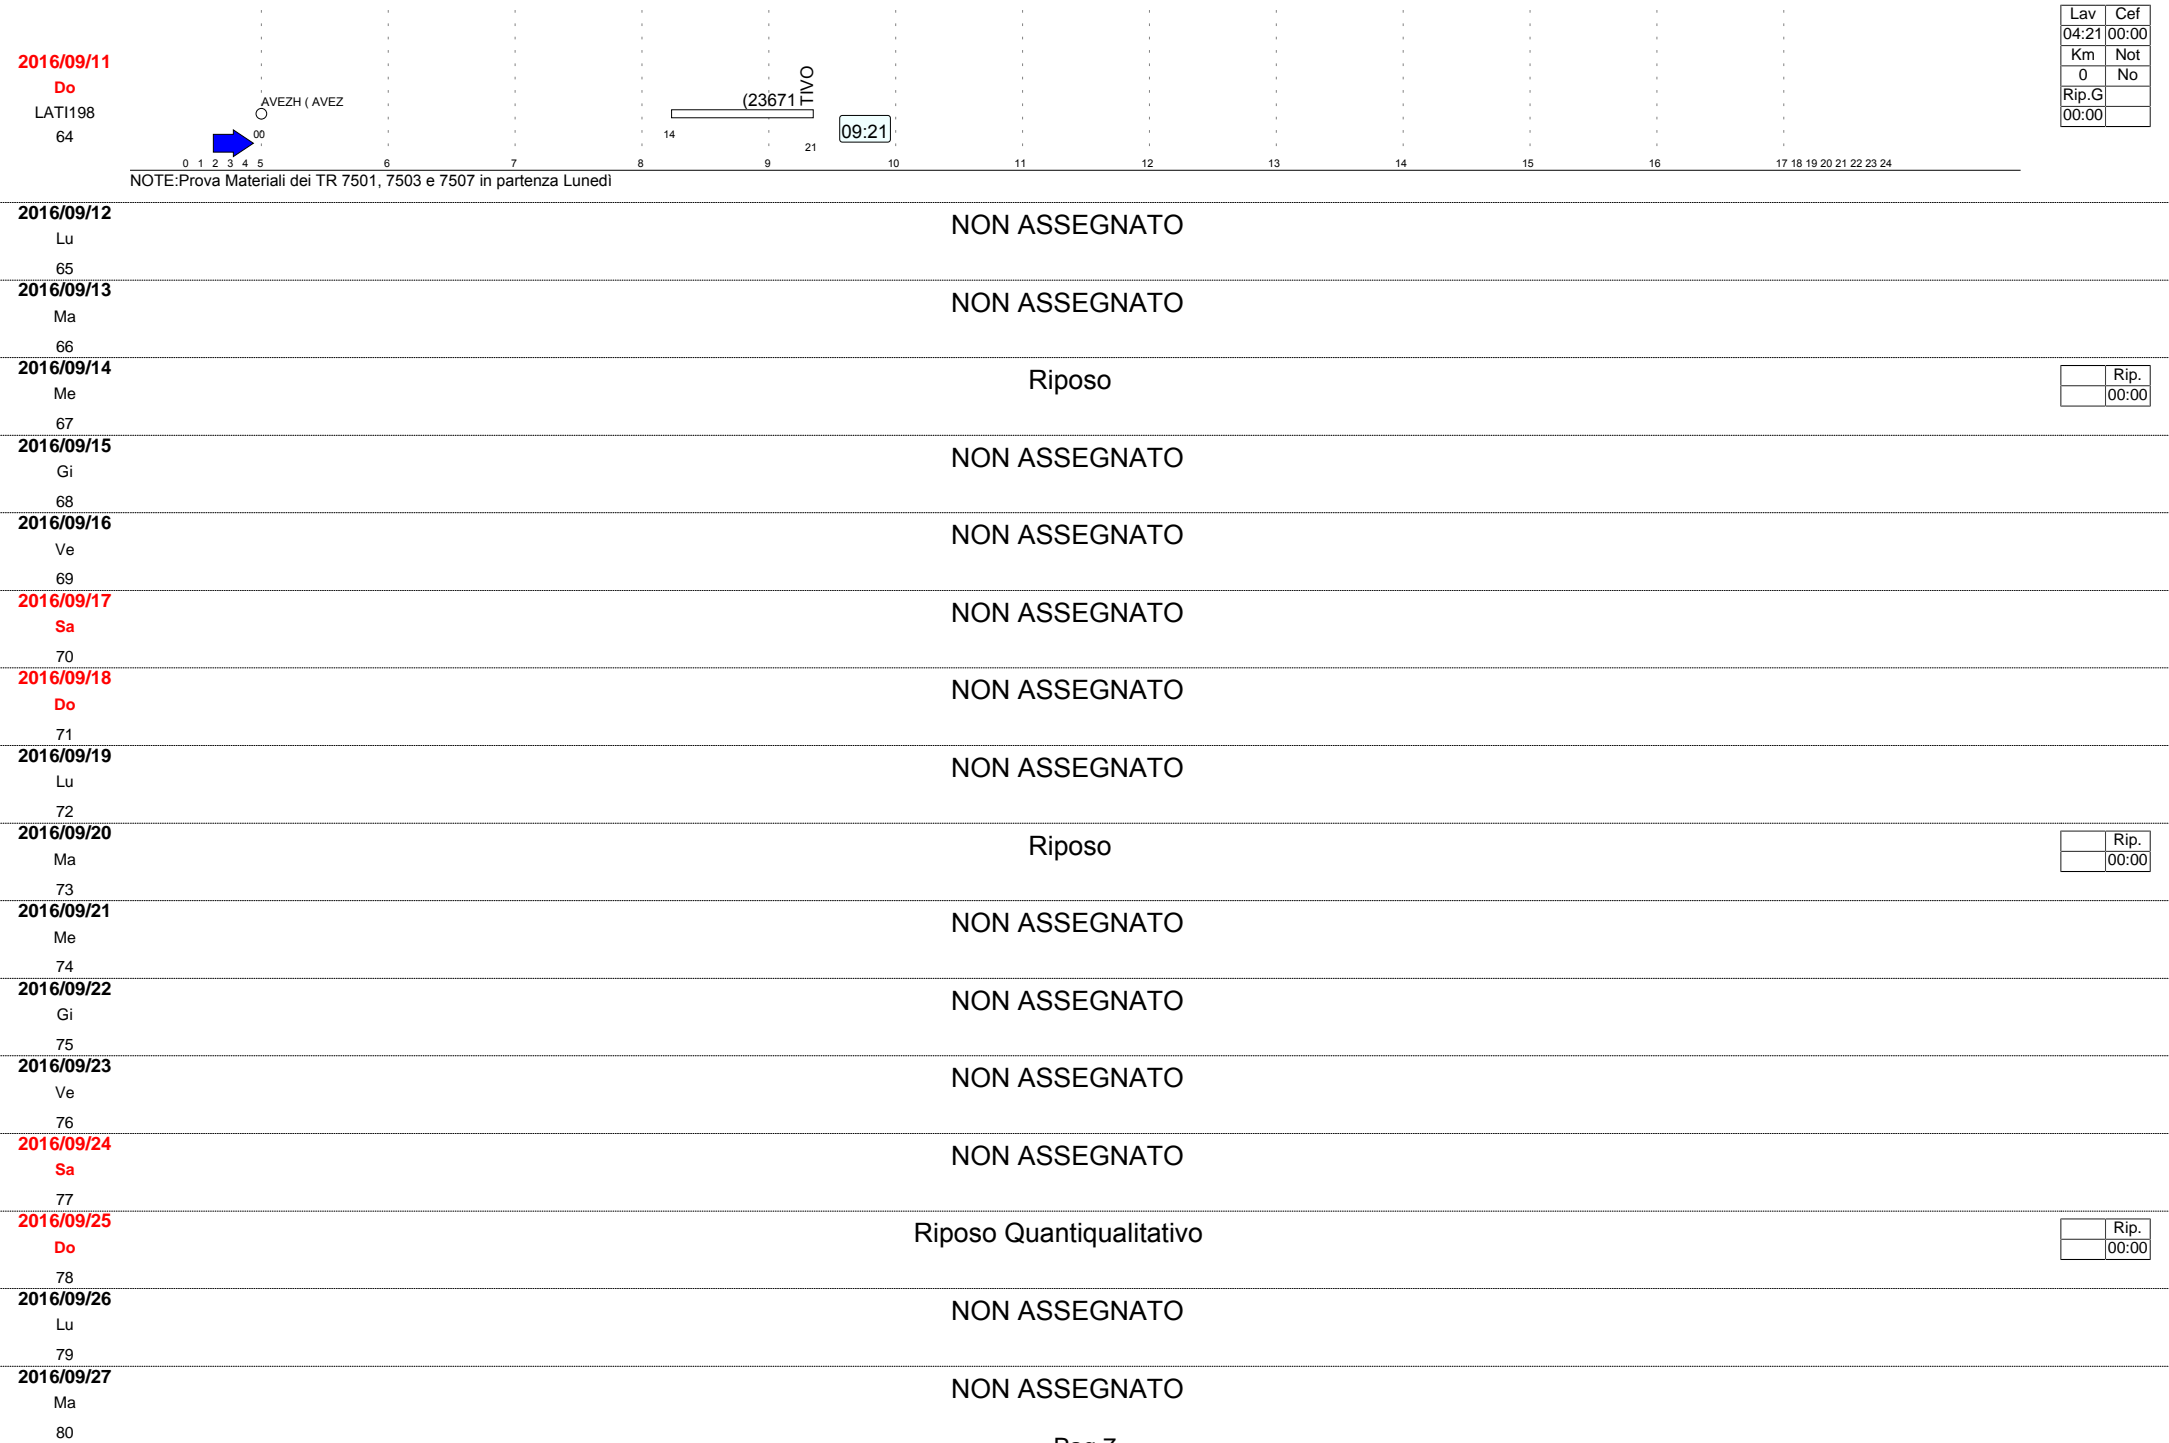 Lav Cef
04:21 00:00
2016/09/11
Km Not
Do
0 No
TIVO
AVEZH ( AVEZ
(23671
Rip.G
LATI198
00:00
64
00
14
09:21
21
0 1 2 3 4 5 6 7 8 9 10 11 12 13 14 15 16 17 18 19 20 21 22 23 24
NOTE:Prova Materiali dei TR 7501, 7503 e 7507 in partenza Lunedì
2016/09/12
NON ASSEGNATO
Lu
65
2016/09/13
NON ASSEGNATO
Ma
66
2016/09/14
Riposo
Rip.
Me
00:00
67
2016/09/15
NON ASSEGNATO
Gi
68
2016/09/16
NON ASSEGNATO
Ve
69
2016/09/17
NON ASSEGNATO
Sa
70
2016/09/18
NON ASSEGNATO
Do
71
2016/09/19
NON ASSEGNATO
Lu
72
2016/09/20
Riposo
Rip.
Ma
00:00
73
2016/09/21
NON ASSEGNATO
Me
74
2016/09/22
NON ASSEGNATO
Gi
75
2016/09/23
NON ASSEGNATO
Ve
76
2016/09/24
NON ASSEGNATO
Sa
77
2016/09/25
Riposo Quantiqualitativo
Rip.
Do
00:00
78
2016/09/26
NON ASSEGNATO
Lu
79
2016/09/27
NON ASSEGNATO
Ma
80